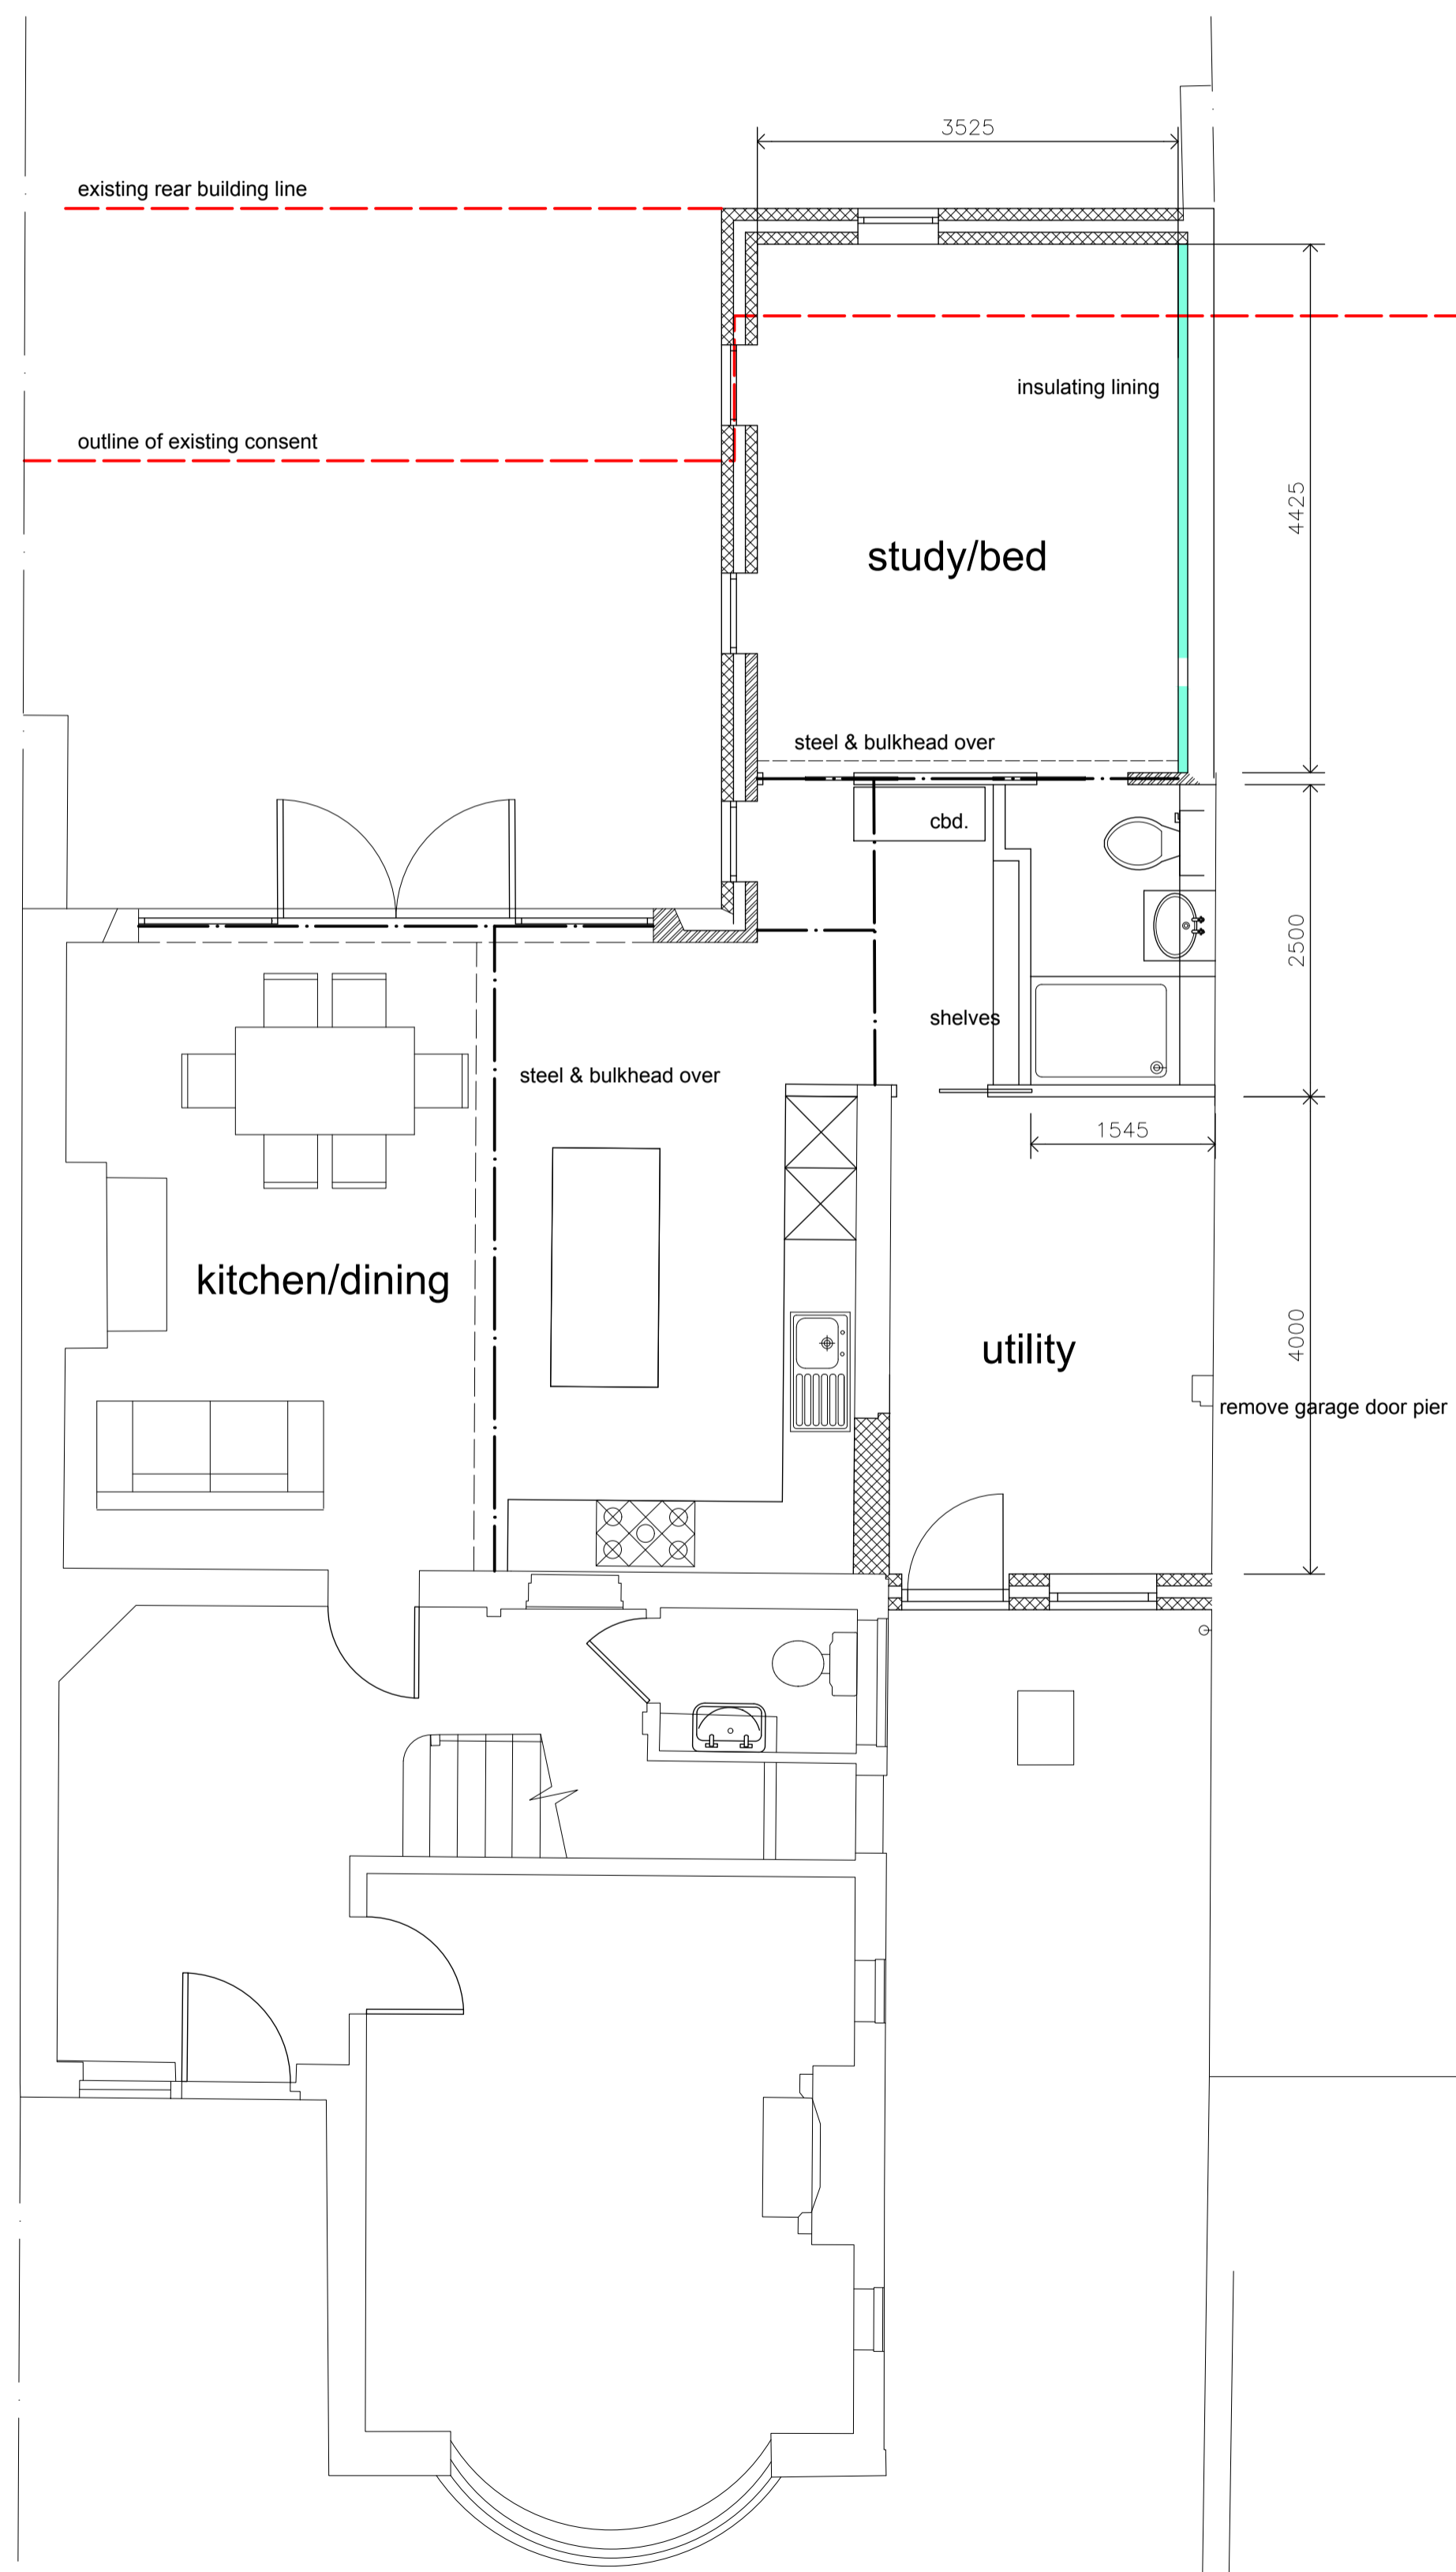 3525
existing rear building line
insulating lining
outline of existing consent
4425
study/bed
steel & bulkhead over
cbd.
2500
shelves
steel & bulkhead over
1545
kitchen/dining
4000
utility
remove garage door pier